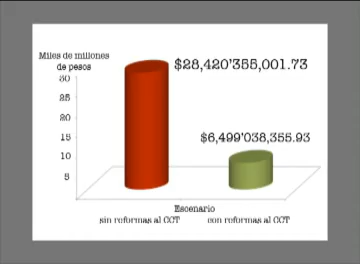 Miles de millones
de pesos
$28,420'355,001.73
30
25
20
15
10
5
$6,499'038,355.93
Escenario
sin reformas al CCT
con reformas al CCT